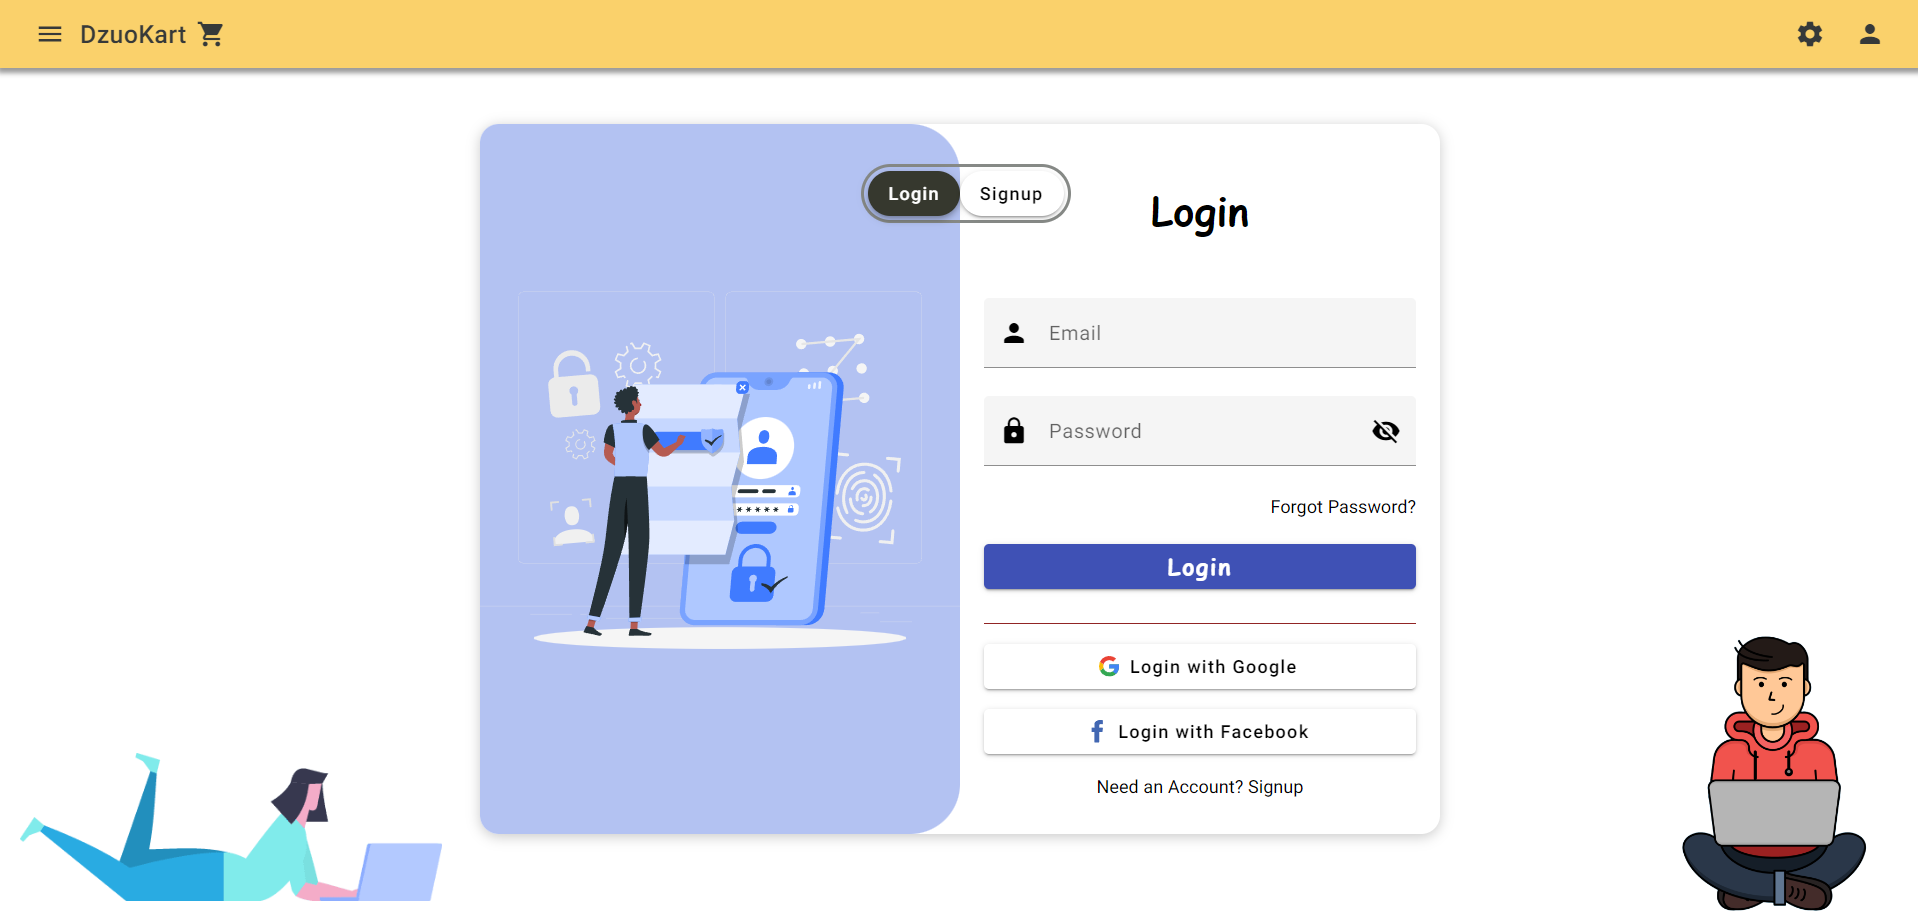 DzuoKart
Login
Signup
Login
Email
Password
Forgot Password?
Login
Login with Google
Login with Facebook
Need an Account? Signup
*****